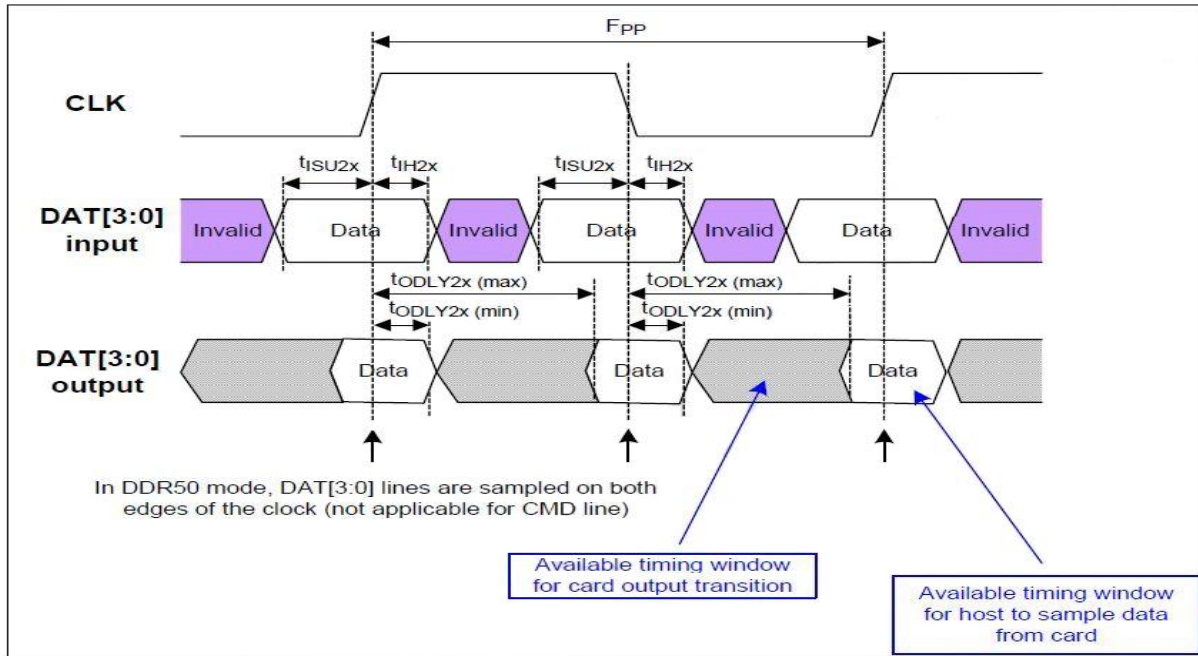 FPP
CLK
tISU2x tIH2x tISU2x tIH2x
DAT[3:0]
input
Invalid Data Invalid Data Invalid Data Invalid
tODLY2x (max) tODLY2x (max)
tODLY2x (min) tODLY2x (min)
DAT[3:0]
output
Data Data Data
In DDR50 mode, DAT[3:0] lines are sampled on both
edges of the clock (not applicable for CMD line)
Available timing window
for card output transition
Available timing window
for host to sample data
from card